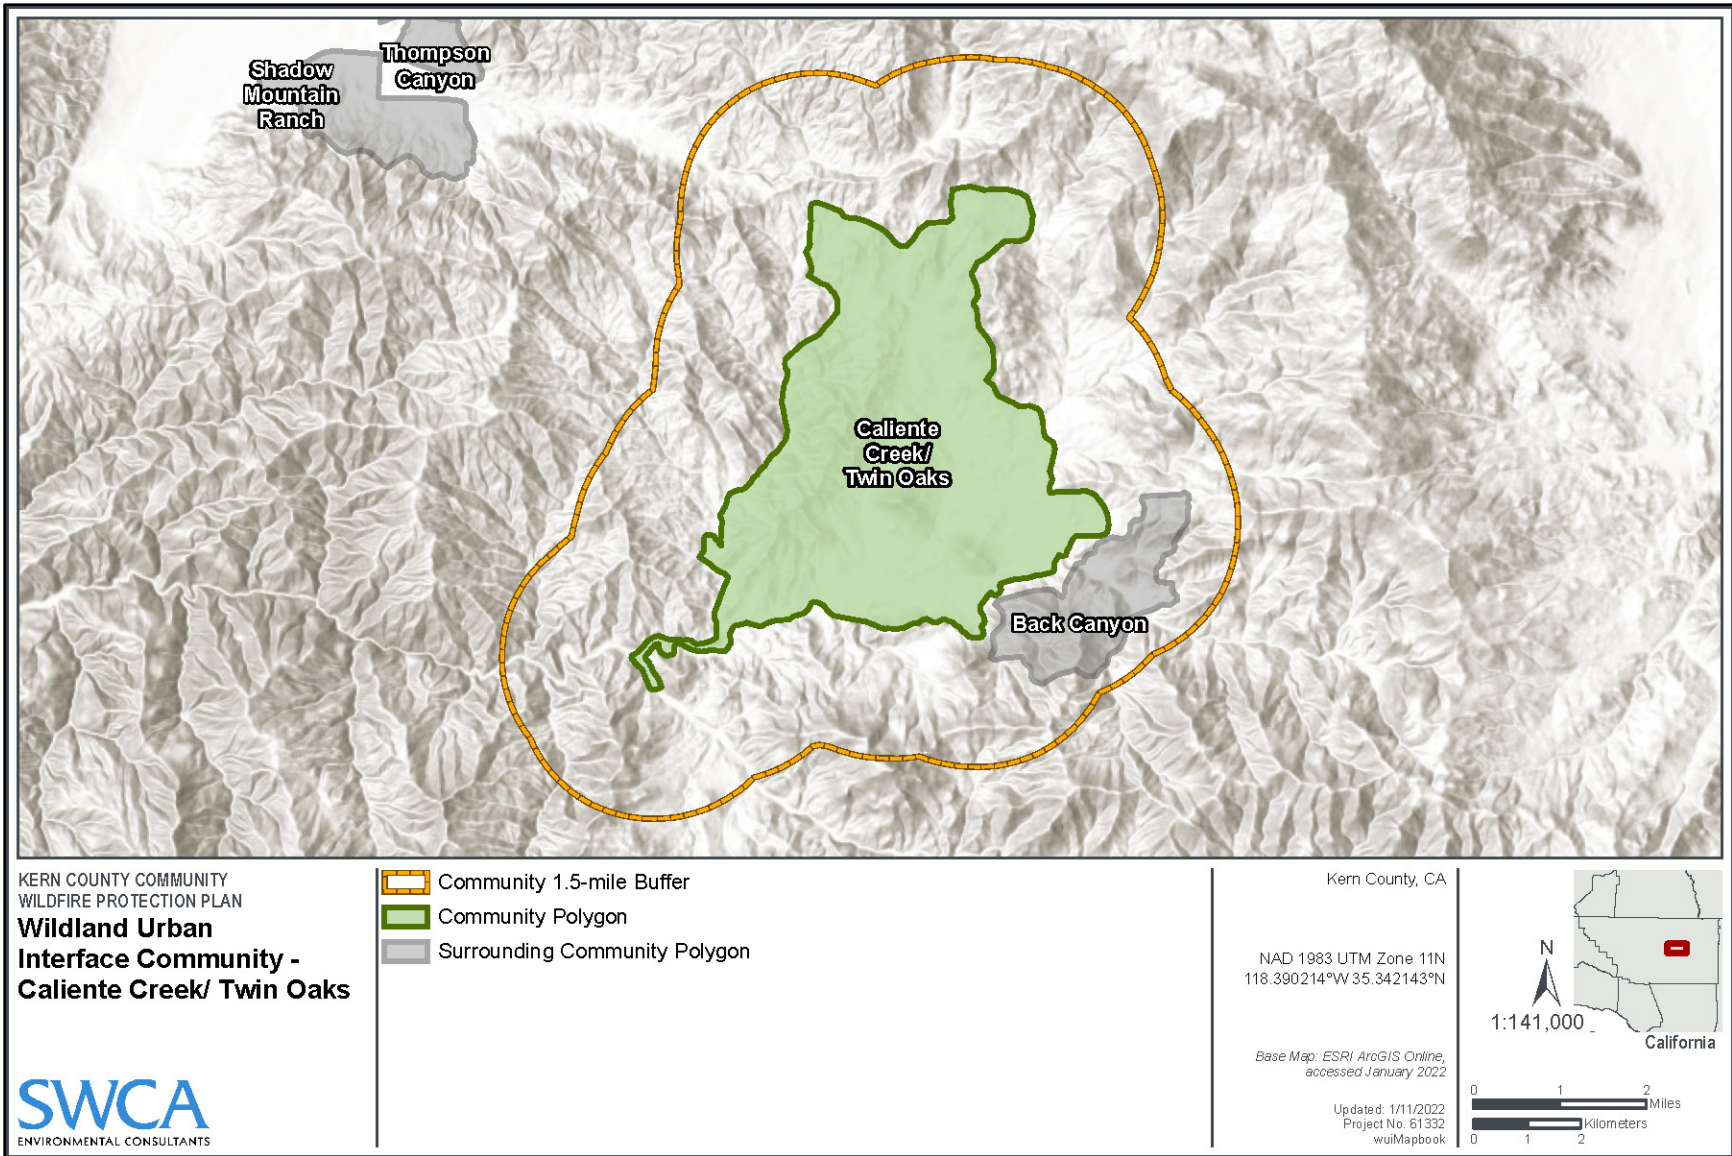 Thompson
Canyon
Shadow
Mountain
Ranch
Caliente
Creek/
Twin Oaks
Back Canyon
KERN COUNTY COMMUNITY
WILDFIRE PROTECTION PLAN
Wildland Urban
Interface Community -
Caliente Creek/ Twin Oaks
SWCA
ENVIRONMENTAL CONSULTANTS
Community 1.5-mile Buffer
Community Polygon
Surrounding Community Polygon
Kern County, CA
NAD 1983 UTM Zone 11N
118.390214°W 35.342143°N
Base Map: ESRI ArcGIS Online,
accessed January 2022
Updated: 1/11/2022
Project No. 61332
wuiMapbook
N
1:141,000
California
0 1 2
Miles
Kilometers
0 1 2